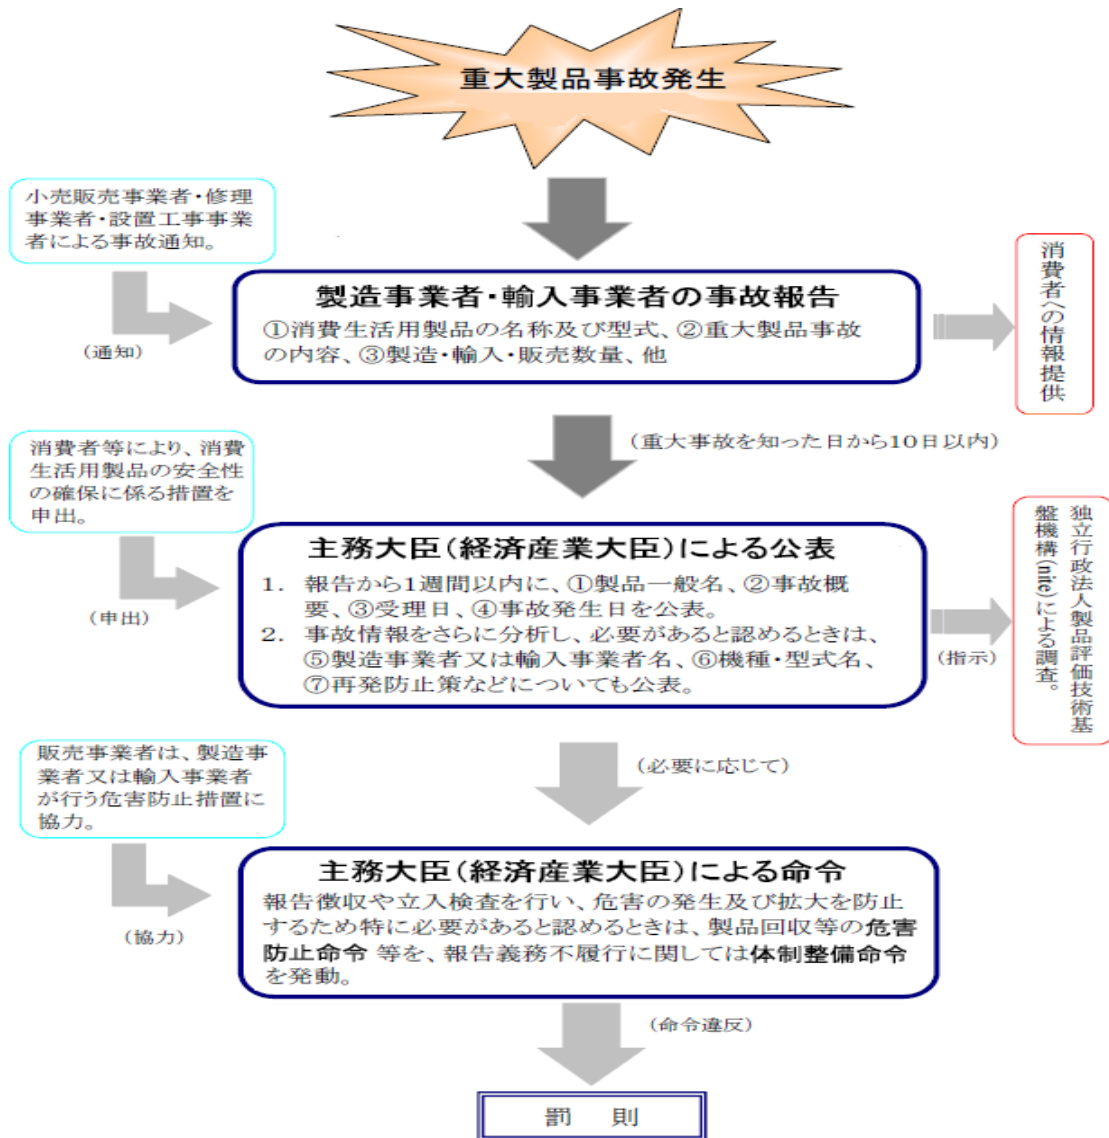 重大製品事故発生
小売販売事業者・修理
事業者・設置工事事業
者による事故通知。
(通知)
製造事業者・輸入事業者の事故報告
①消費生活用製品の名称及び型式、②重大製品事故
の内容、③製造・輸入・販売数量、他
消費者への情報提供
(重大事故を知った日から10日以内)
消費者等により、消費
生活用製品の安全性
の確保に係る措置を
申出。
(申出)
主務大臣(経済産業大臣)による公表
1. 報告から1週間以内に、①製品一般名、②事故概
要、③受理日、④事故発生日を公表。
2. 事故情報をさらに分析し、必要があると認めるときは、
⑤製造事業者又は輸入事業者名、⑥機種・型式名、
⑦再発防止策などについても公表。
(指示)
独立行政法人製品評価技術基
盤機構(nite)による調査。
(必要に応じて)
販売事業者は、製造事
業者又は輸入事業者
が行う危害防止措置に
協力。
(協力)
主務大臣(経済産業大臣)による命令
報告徴収や立入検査を行い、危害の発生及び拡大を防止
するため特に必要があると認めるときは、製品回収等の危害
防止命令 等を、報告義務不履行に関しては体制整備命令
を発動。
(命令違反)
罰 則